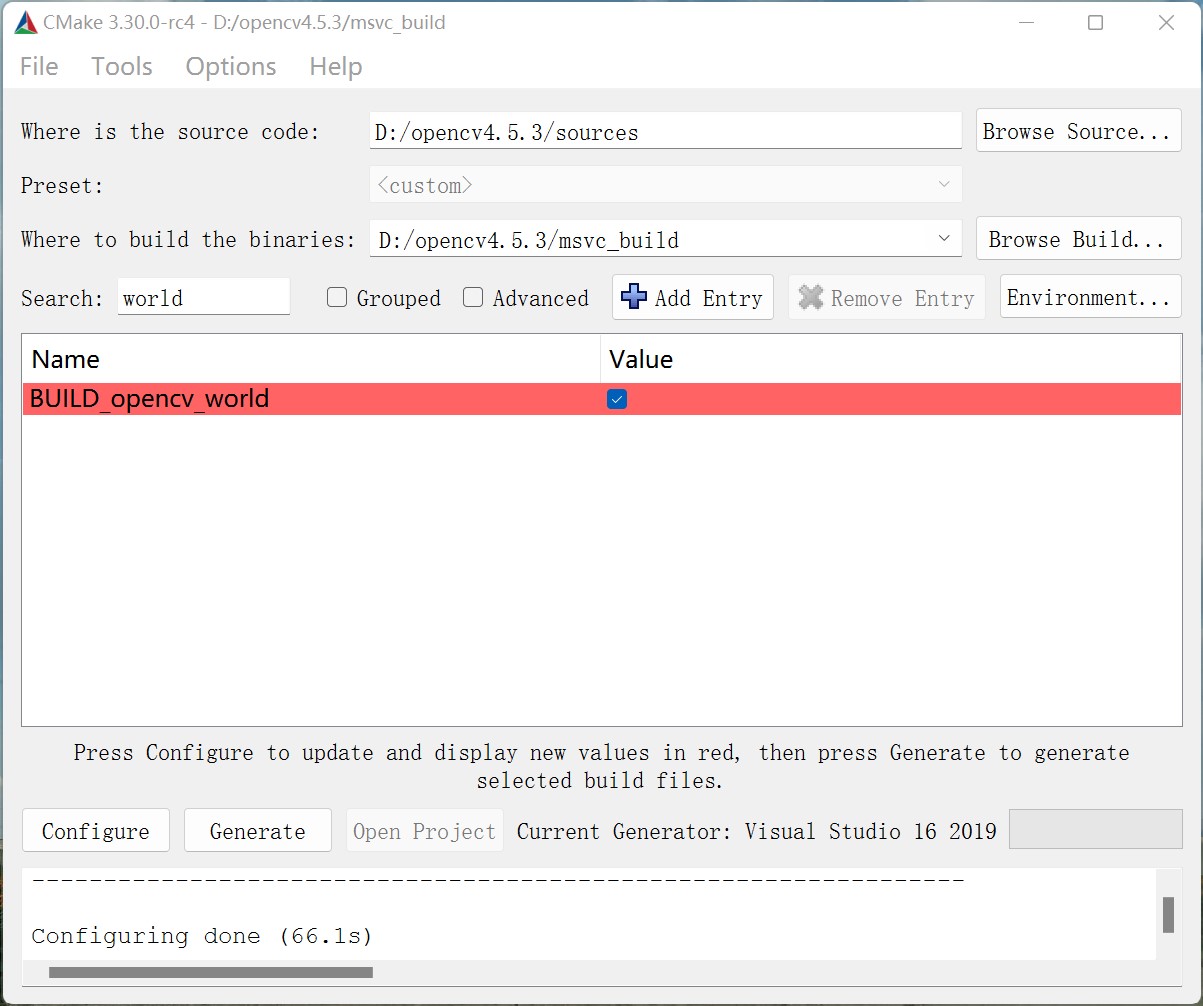 CMake 3.30.0-rc4 - D:/opencv4.5.3/msvc_build
File Tools Options Help
Where is the source code: D:/opencv4.5.3/sources Browse Source...
Preset: <custom>
Where to build the binaries: D:/opencv4.5.3/msvc_build Browse Build...
Search: world Grouped Advanced Add Entry Remove Entry Environment...
Name Value
BUILD_opencv_world
Press Configure to update and display new values in red, then press Generate to generate
selected build files.
Configure Generate Open Project Current Generator: Visual Studio 16 2019
------------------------------------------------------------------
Configuring done (66.1s)